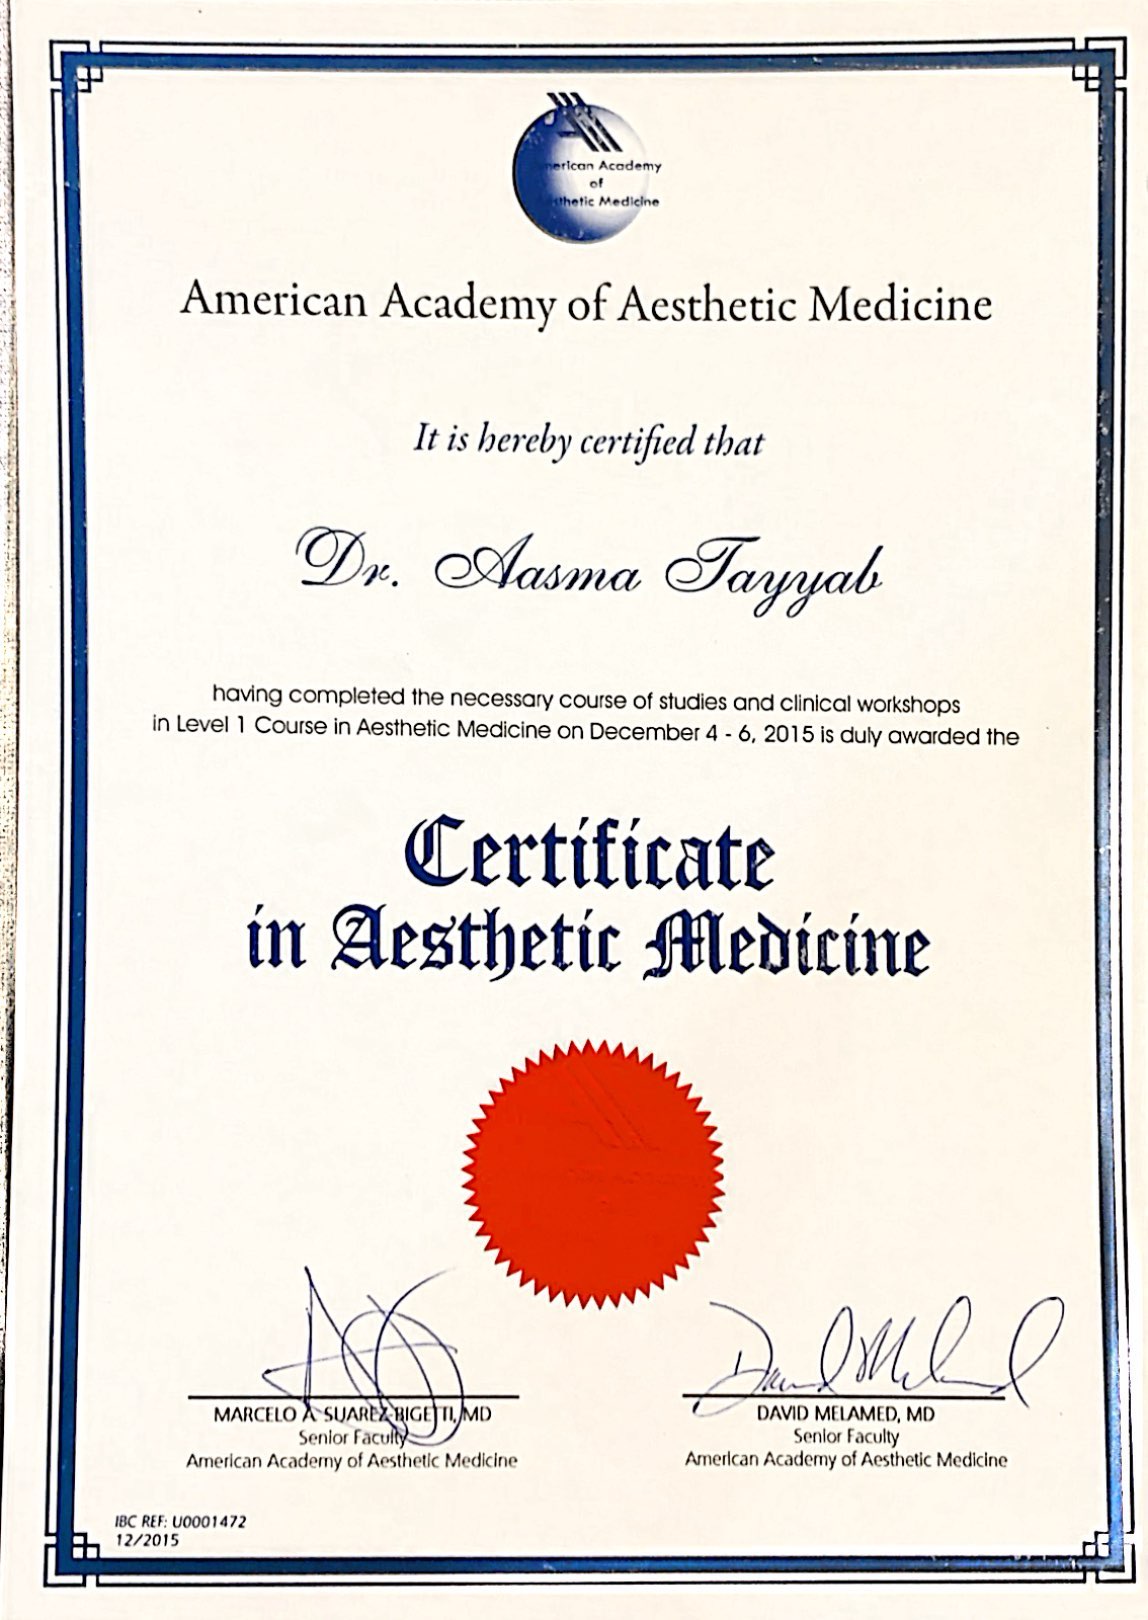 American Academy
of
Aesthetic Medicine
American Academy of Aesthetic Medicine
It is hereby certified that
Dr. Aasma Tayyab
having completed the necessary course of studies and clinical workshops
in Level 1 Course in Aesthetic Medicine on December 4 - 6, 2015 is duly awarded the
Certificate
in Aesthetic Medicine
MARCELO A SUAREZ-BIGETTI, MD
Senior Faculty
American Academy of Aesthetic Medicine
DAVID MELAMED, MD
Senior Faculty
American Academy of Aesthetic Medicine
IBC REF: U0001472
12/2015